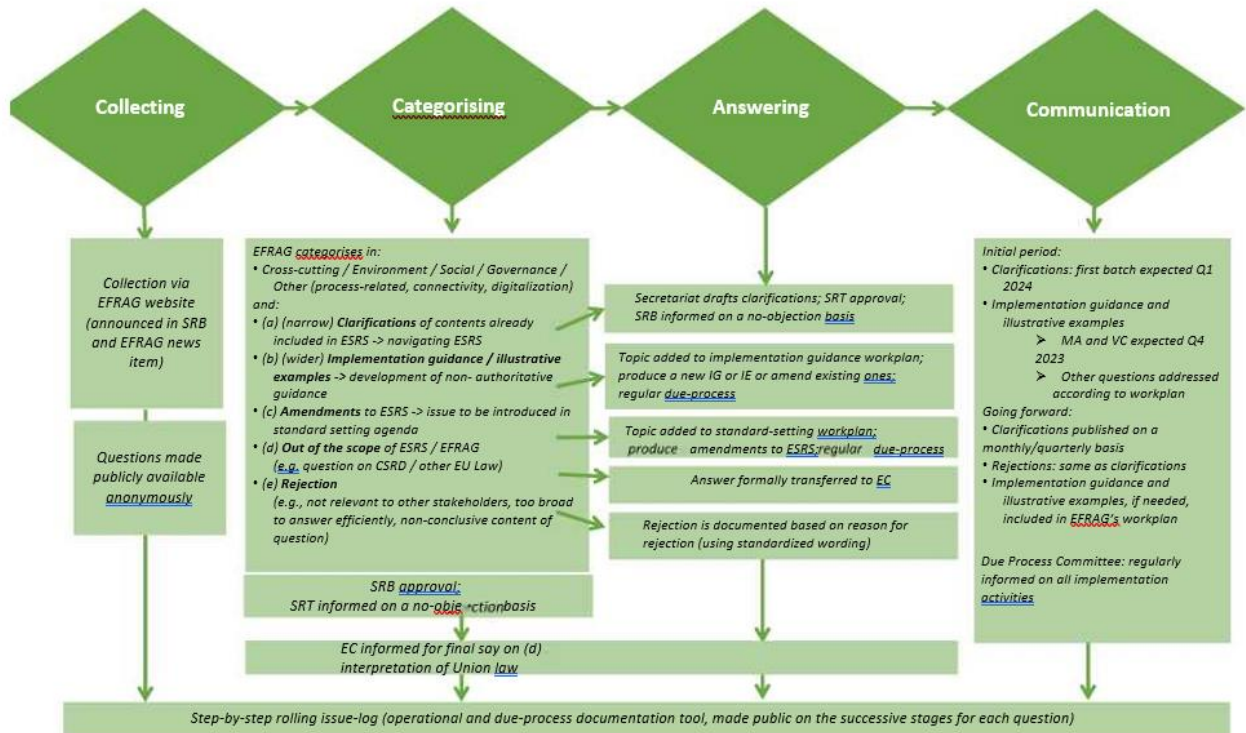 Collecting
Categorising
Answering
Communication
Collection via
EFRAG website
(announced in SRB
and EFRAG news
item)
Questions made
publicly available
anonymously
EFRAG categorises in:
• Cross-cutting / Environment / Social / Governance /
Other (process-related, connectivity, digitalization)
and:
• (a) (narrow) Clarifications of contents already
included in ESRS -> navigating ESRS
• (b) (wider) Implementation guidance / illustrative
examples -> development of non- authoritative
guidance
• (c) Amendments to ESRS -> issue to be introduced in
standard setting agenda
• (d) Out of the scope of ESRS / EFRAG
(e.g. question on CSRD / other EU Law)
• (e) Rejection
(e.g., not relevant to other stakeholders, too broad
to answer efficiently, non-conclusive content of
question)
SRB approval;
SRT informed on a no-objection basis
EC informed for final say on (d)
interpretation of Union law
Secretariat drafts clarifications; SRT approval;
SRB informed on a no-objection basis
Topic added to implementation guidance workplan;
produce a new IG or IE or amend existing ones;
regular due-process
Topic added to standard-setting workplan;
produce amendments to ESRS;regular due-process
Answer formally transferred to EC
Rejection is documented based on reason for
rejection (using standardized wording)
Initial period:
• Clarifications: first batch expected Q1
2024
• Implementation guidance and
illustrative examples
➢ MA and VC expected Q4
2023
➢ Other questions addressed
according to workplan
Going forward:
• Clarifications published on a
monthly/quarterly basis
• Rejections: same as clarifications
• Implementation guidance and
illustrative examples, if needed,
included in EFRAG's workplan
Due Process Committee: regularly
informed on all implementation
activities
Step-by-step rolling issue-log (operational and due-process documentation tool, made public on the successive stages for each question)